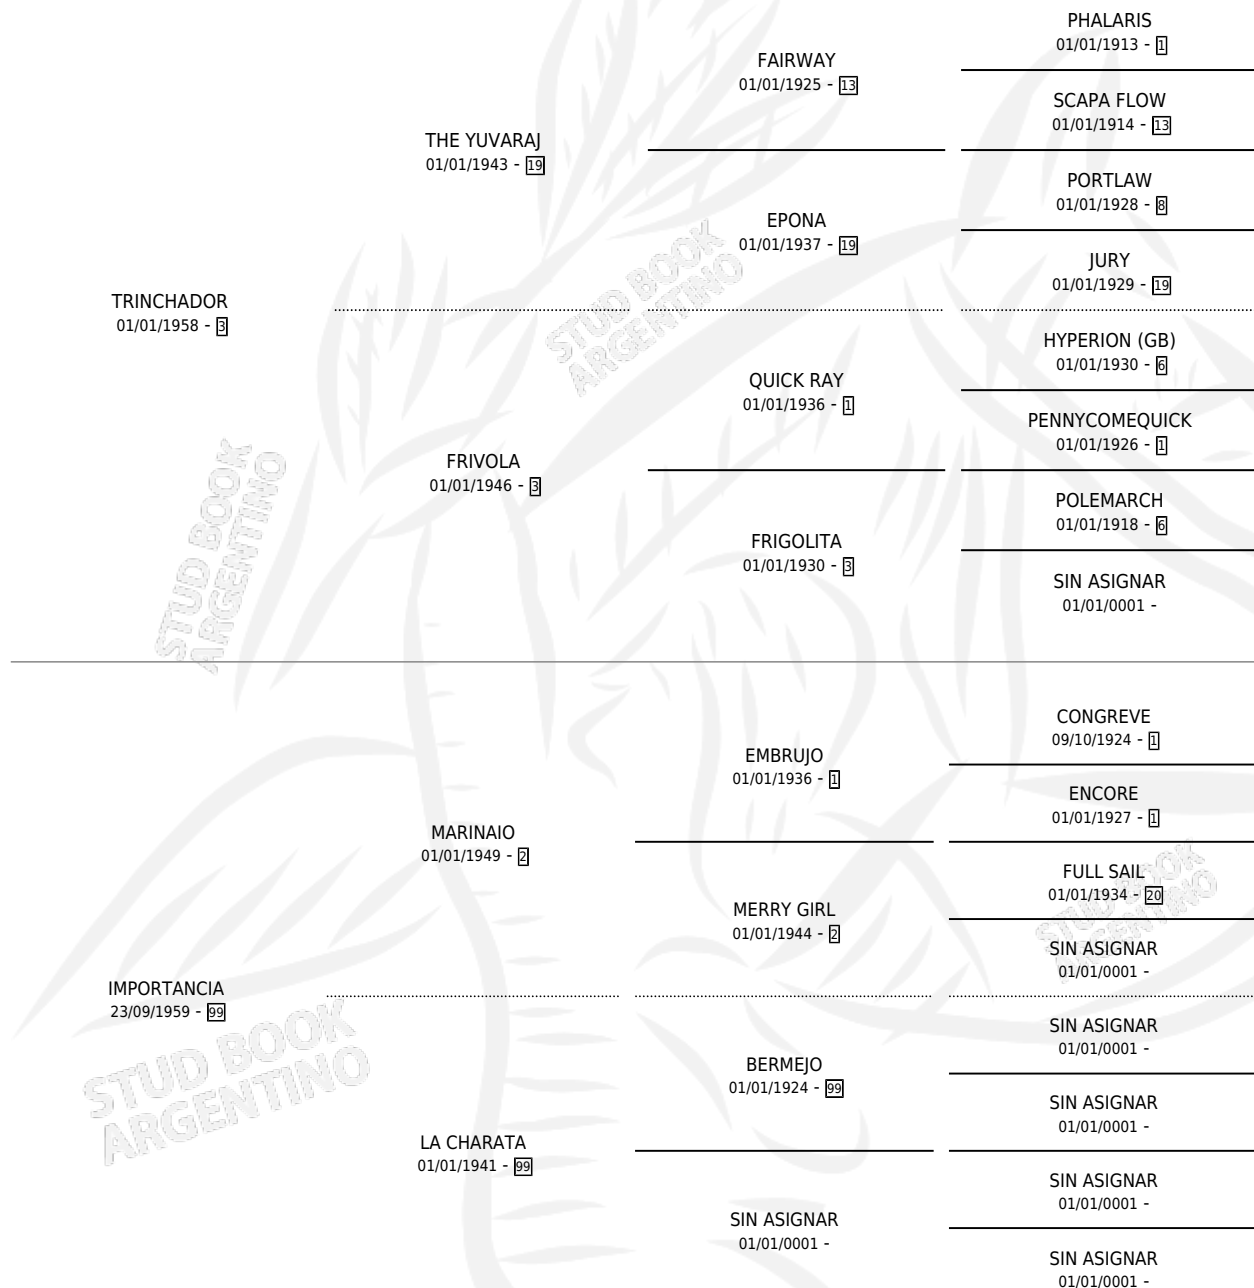 PHALARIS
01/01/1913 - 1
FAIRWAY
01/01/1925 - 13
SCAPA FLOW
01/01/1914 - 13
THE YUVARAJ
01/01/1943 - 19
PORTLAW
01/01/1928 - 8
EPONA
01/01/1937 - 19
JURY
01/01/1929 - 19
TRINCHADOR
01/01/1958 - 3
HYPERION (GB)
01/01/1930 - 6
QUICK RAY
01/01/1936 - 1
PENNYCOMEQUICK
01/01/1926 - 1
FRIVOLA
01/01/1946 - 3
POLEMARCH
01/01/1918 - 6
FRIGOLITA
01/01/1930 - 3
SIN ASIGNAR
01/01/0001 -
CONGREVE
09/10/1924 - 1
EMBRUJO
01/01/1936 - 1
ENCORE
01/01/1927 - 1
MARINAIO
01/01/1949 - 2
FULL SAIL
01/01/1934 - 20
MERRY GIRL
01/01/1944 - 2
SIN ASIGNAR
01/01/0001 -
IMPORTANCIA
23/09/1959 - 99
SIN ASIGNAR
01/01/0001 -
BERMEJO
01/01/1924 - 99
SIN ASIGNAR
01/01/0001 -
LA CHARATA
01/01/1941 - 99
SIN ASIGNAR
01/01/0001 -
SIN ASIGNAR
01/01/0001 -
SIN ASIGNAR
01/01/0001 -
STUD BOOK
ARGENTINO
STUD BOOK
ARGENTINO
STUD BOOK
ARGENTINO
STUD BOOK
ARGENTINO